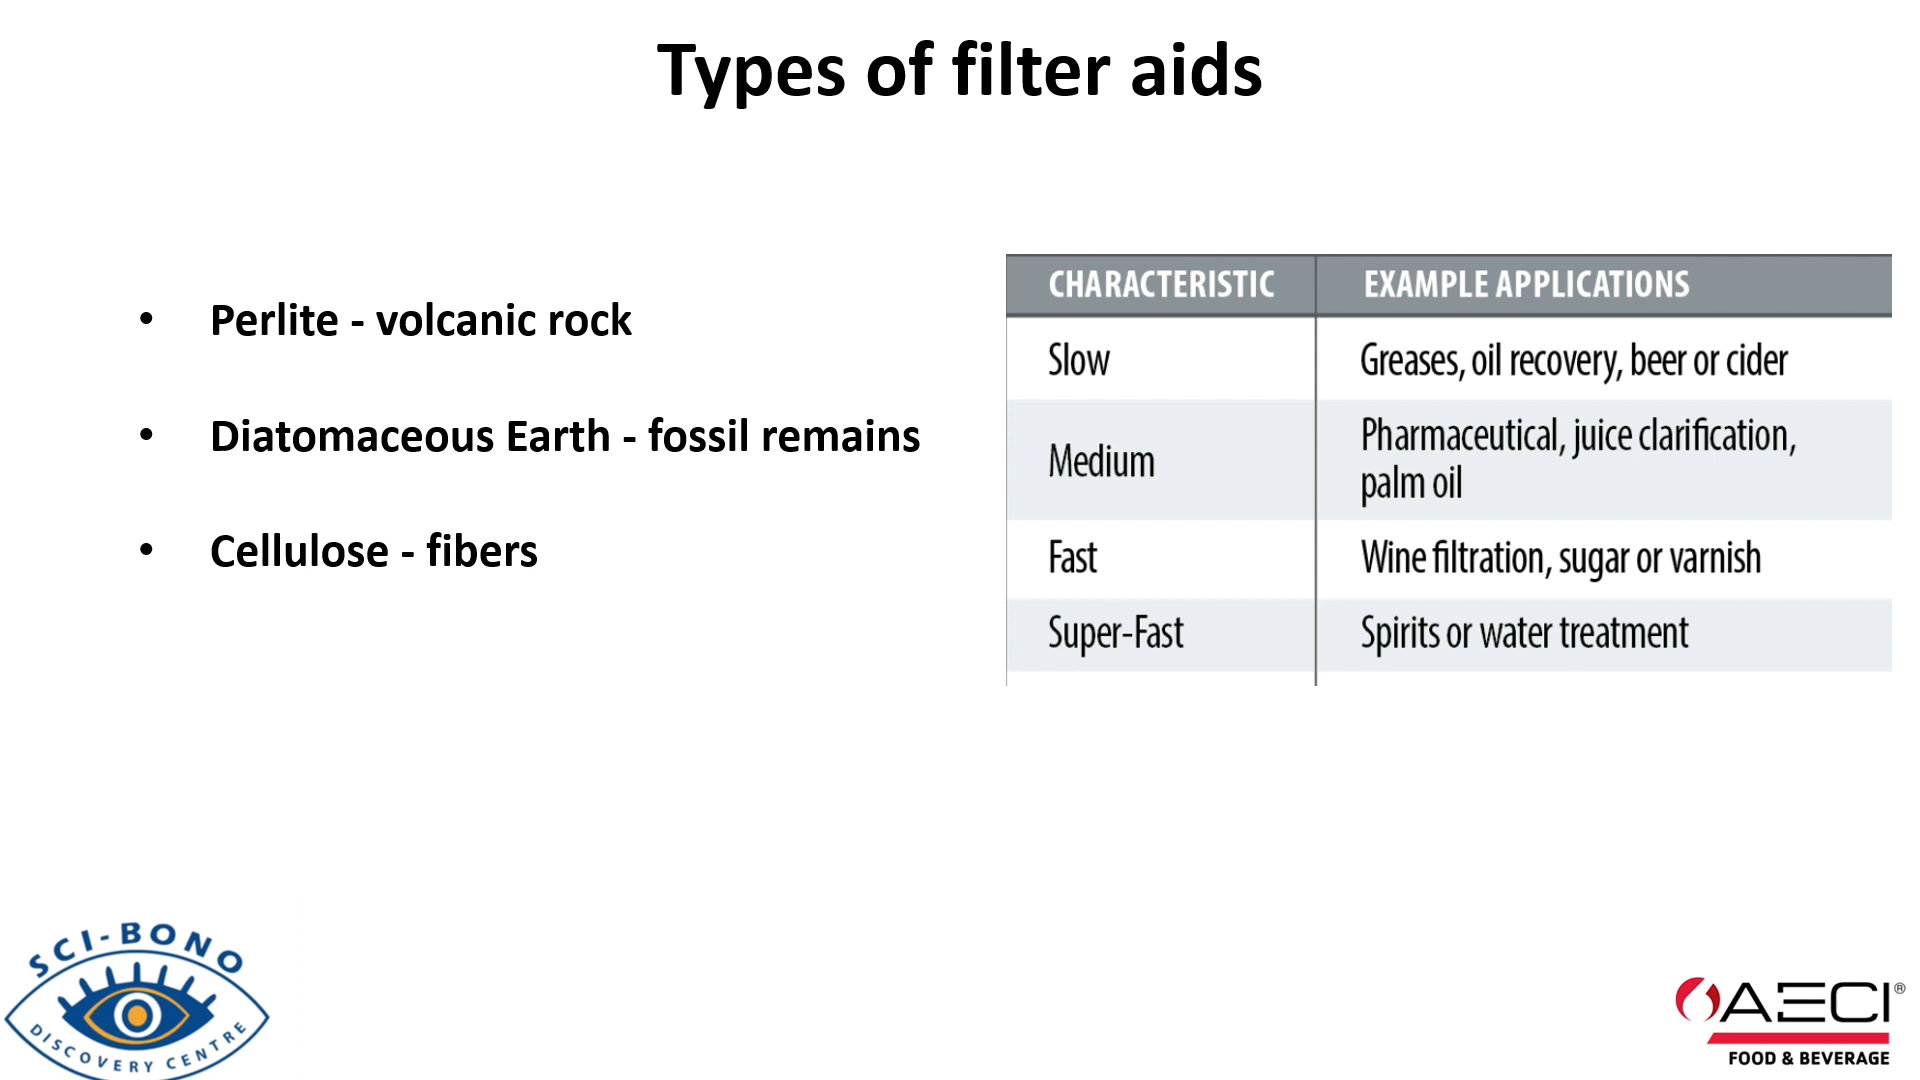 Types of filter aids
• Perlite - volcanic rock
• Diatomaceous Earth - fossil remains
• Cellulose - fibers
CHARACTERISTIC EXAMPLE APPLICATIONS
Slow Greases, oil recovery, beer or cider
Medium Pharmaceutical, juice clarification,
palm oil
Fast Wine filtration, sugar or varnish
Super-Fast Spirits or water treatment
SCI-BONO
DISCOVERY CENTRE
AECI®
FOOD & BEVERAGE